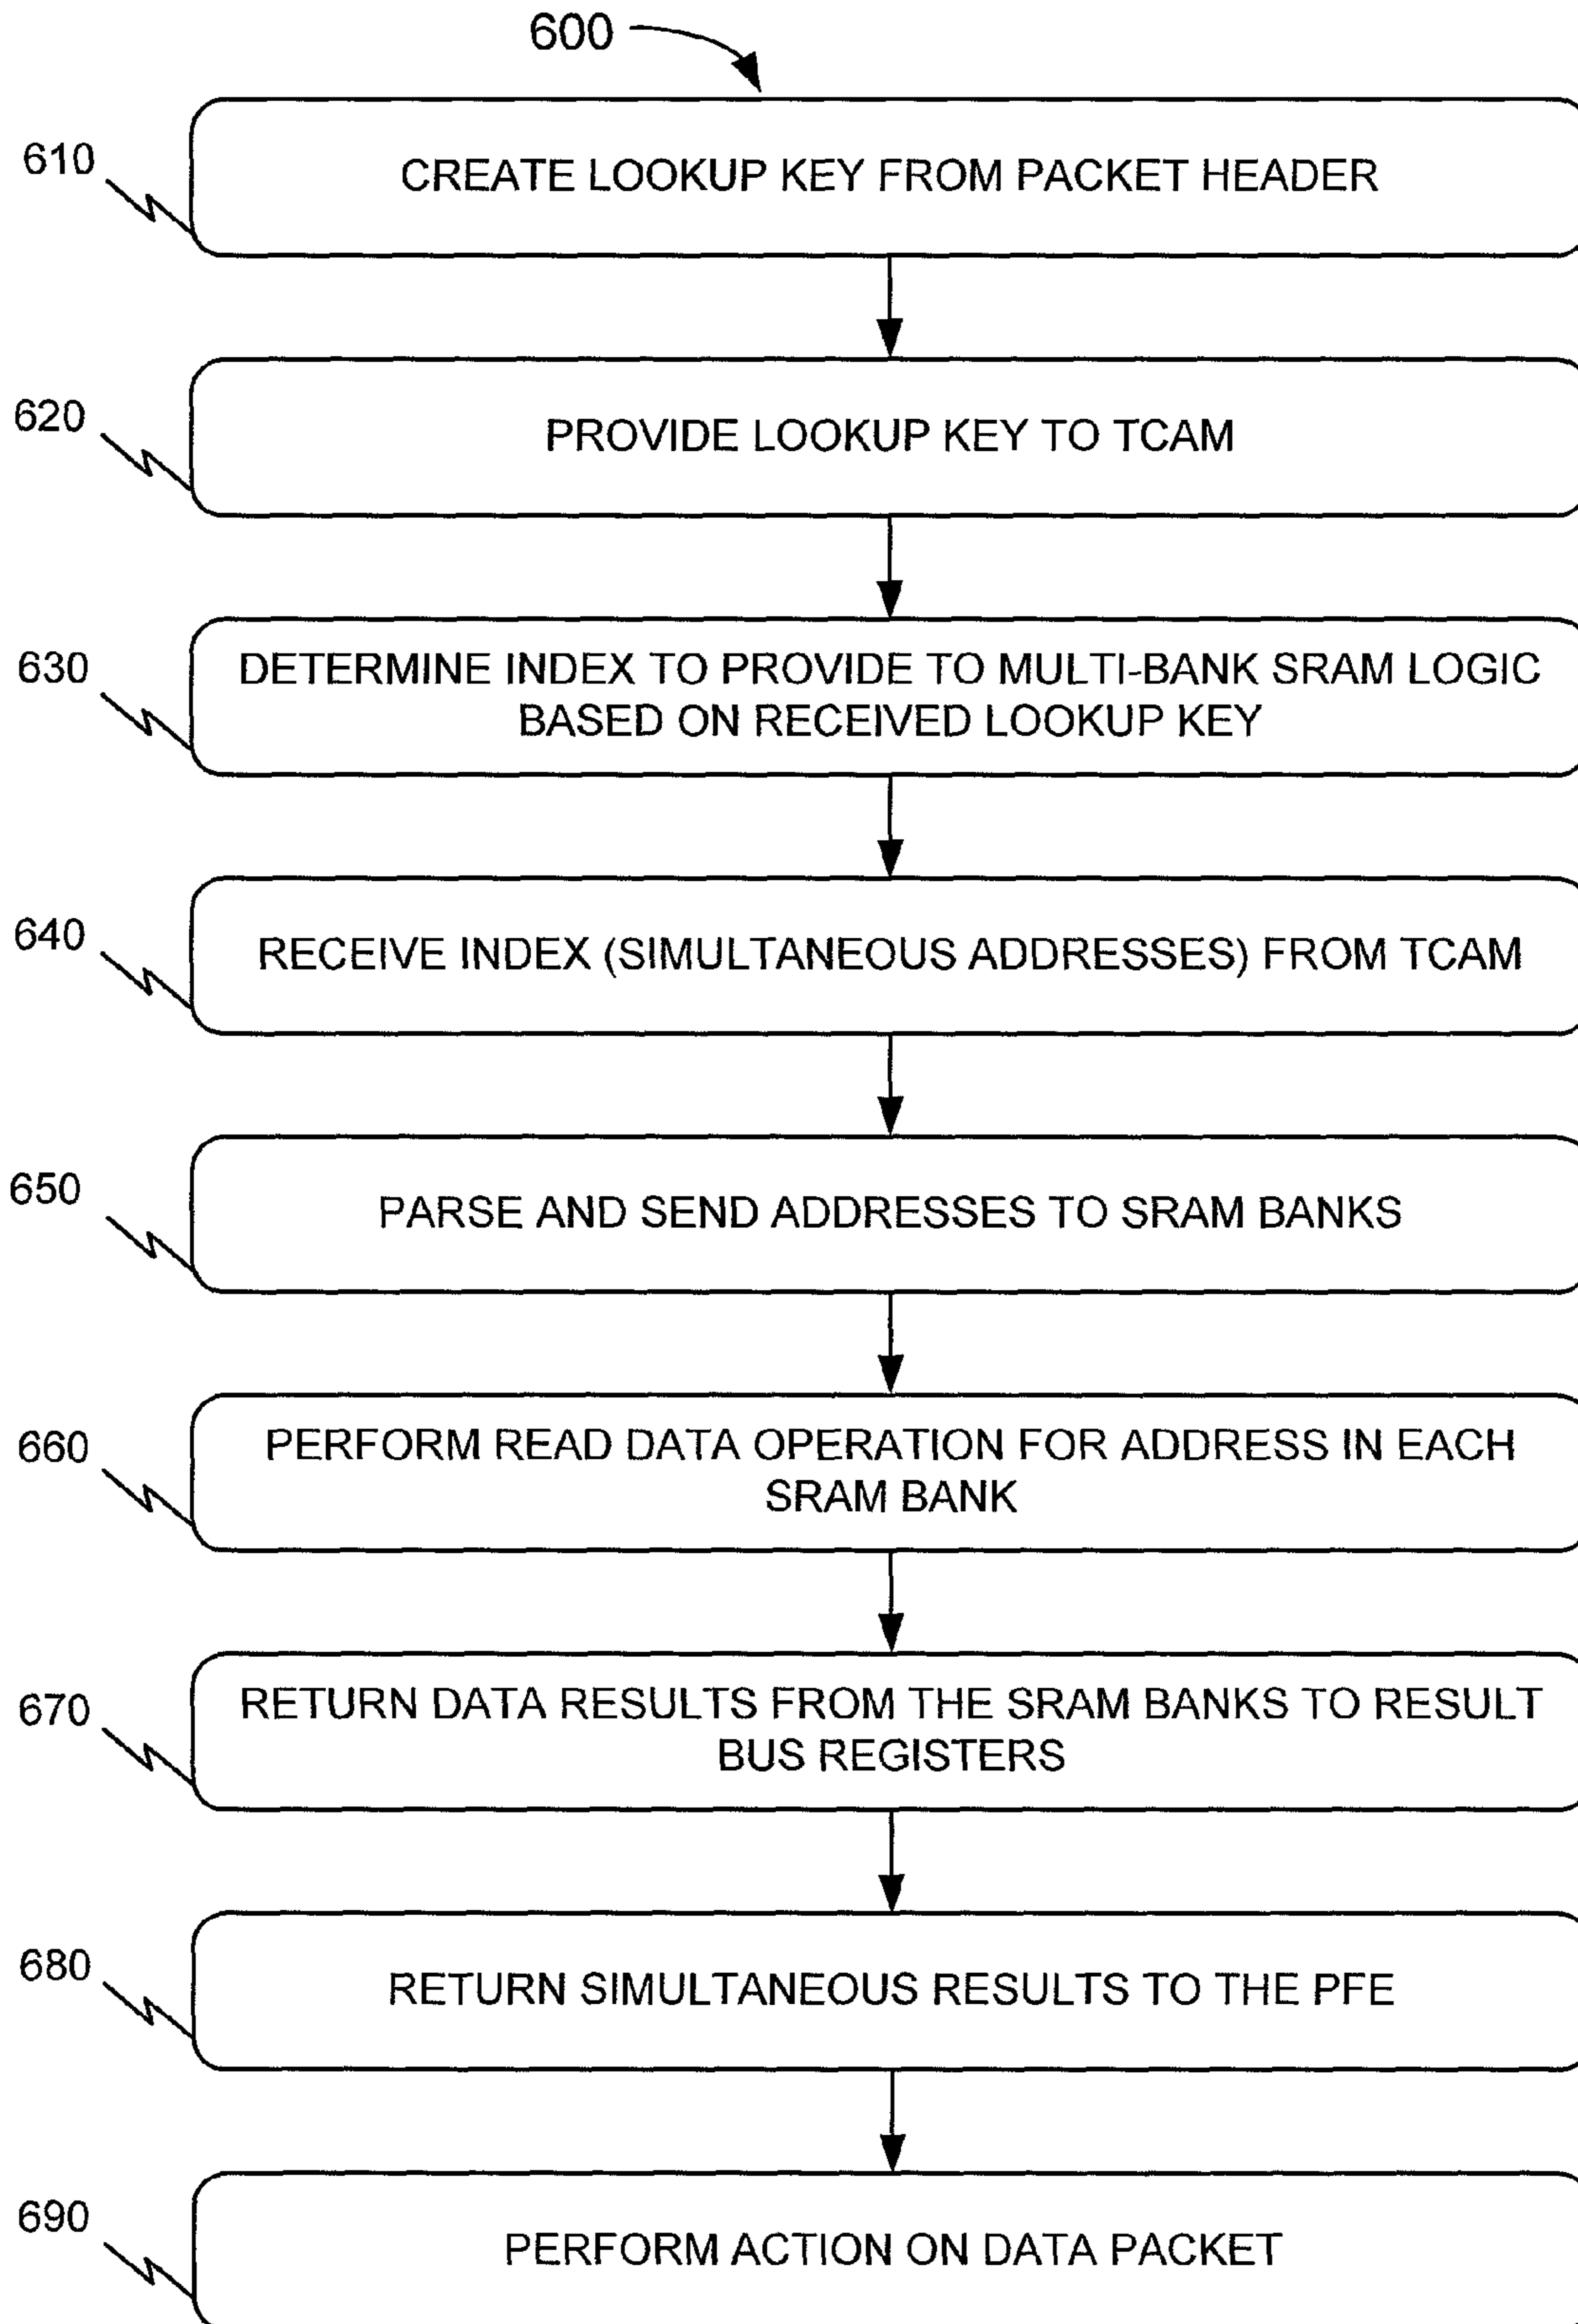 600
610
CREATE LOOKUP KEY FROM PACKET HEADER
620
PROVIDE LOOKUP KEY TO TCAM
630
DETERMINE INDEX TO PROVIDE TO MULTI-BANK SRAM LOGIC
BASED ON RECEIVED LOOKUP KEY
640
RECEIVE INDEX (SIMULTANEOUS ADDRESSES) FROM TCAM
650
PARSE AND SEND ADDRESSES TO SRAM BANKS
660
PERFORM READ DATA OPERATION FOR ADDRESS IN EACH
SRAM BANK
670
RETURN DATA RESULTS FROM THE SRAM BANKS TO RESULT
BUS REGISTERS
680
RETURN SIMULTANEOUS RESULTS TO THE PFE
690
PERFORM ACTION ON DATA PACKET